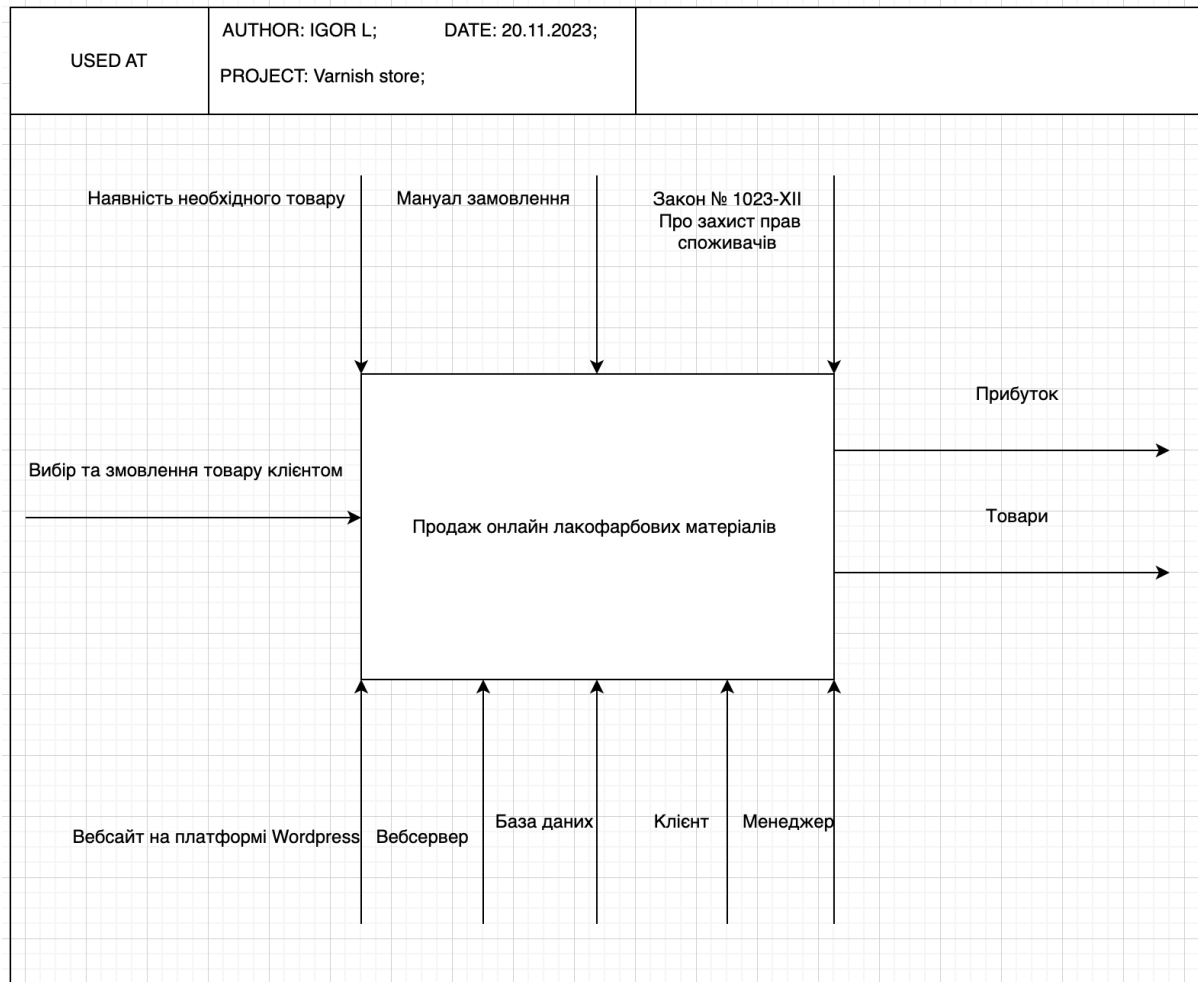 USED AT
AUTHOR: IGOR L; DATE: 20.11.2023;
PROJECT: Varnish store;
Наявність необхідного товару
Мануал замовлення
Закон № 1023-XII
Про захист прав
споживачів
Прибуток
Вибір та змовлення товару клієнтом
Товари
Продаж онлайн лакофарбових матеріалів
Вебсайт на платформі Wordpress
Вебсервер
База даних
Клієнт
Менеджер